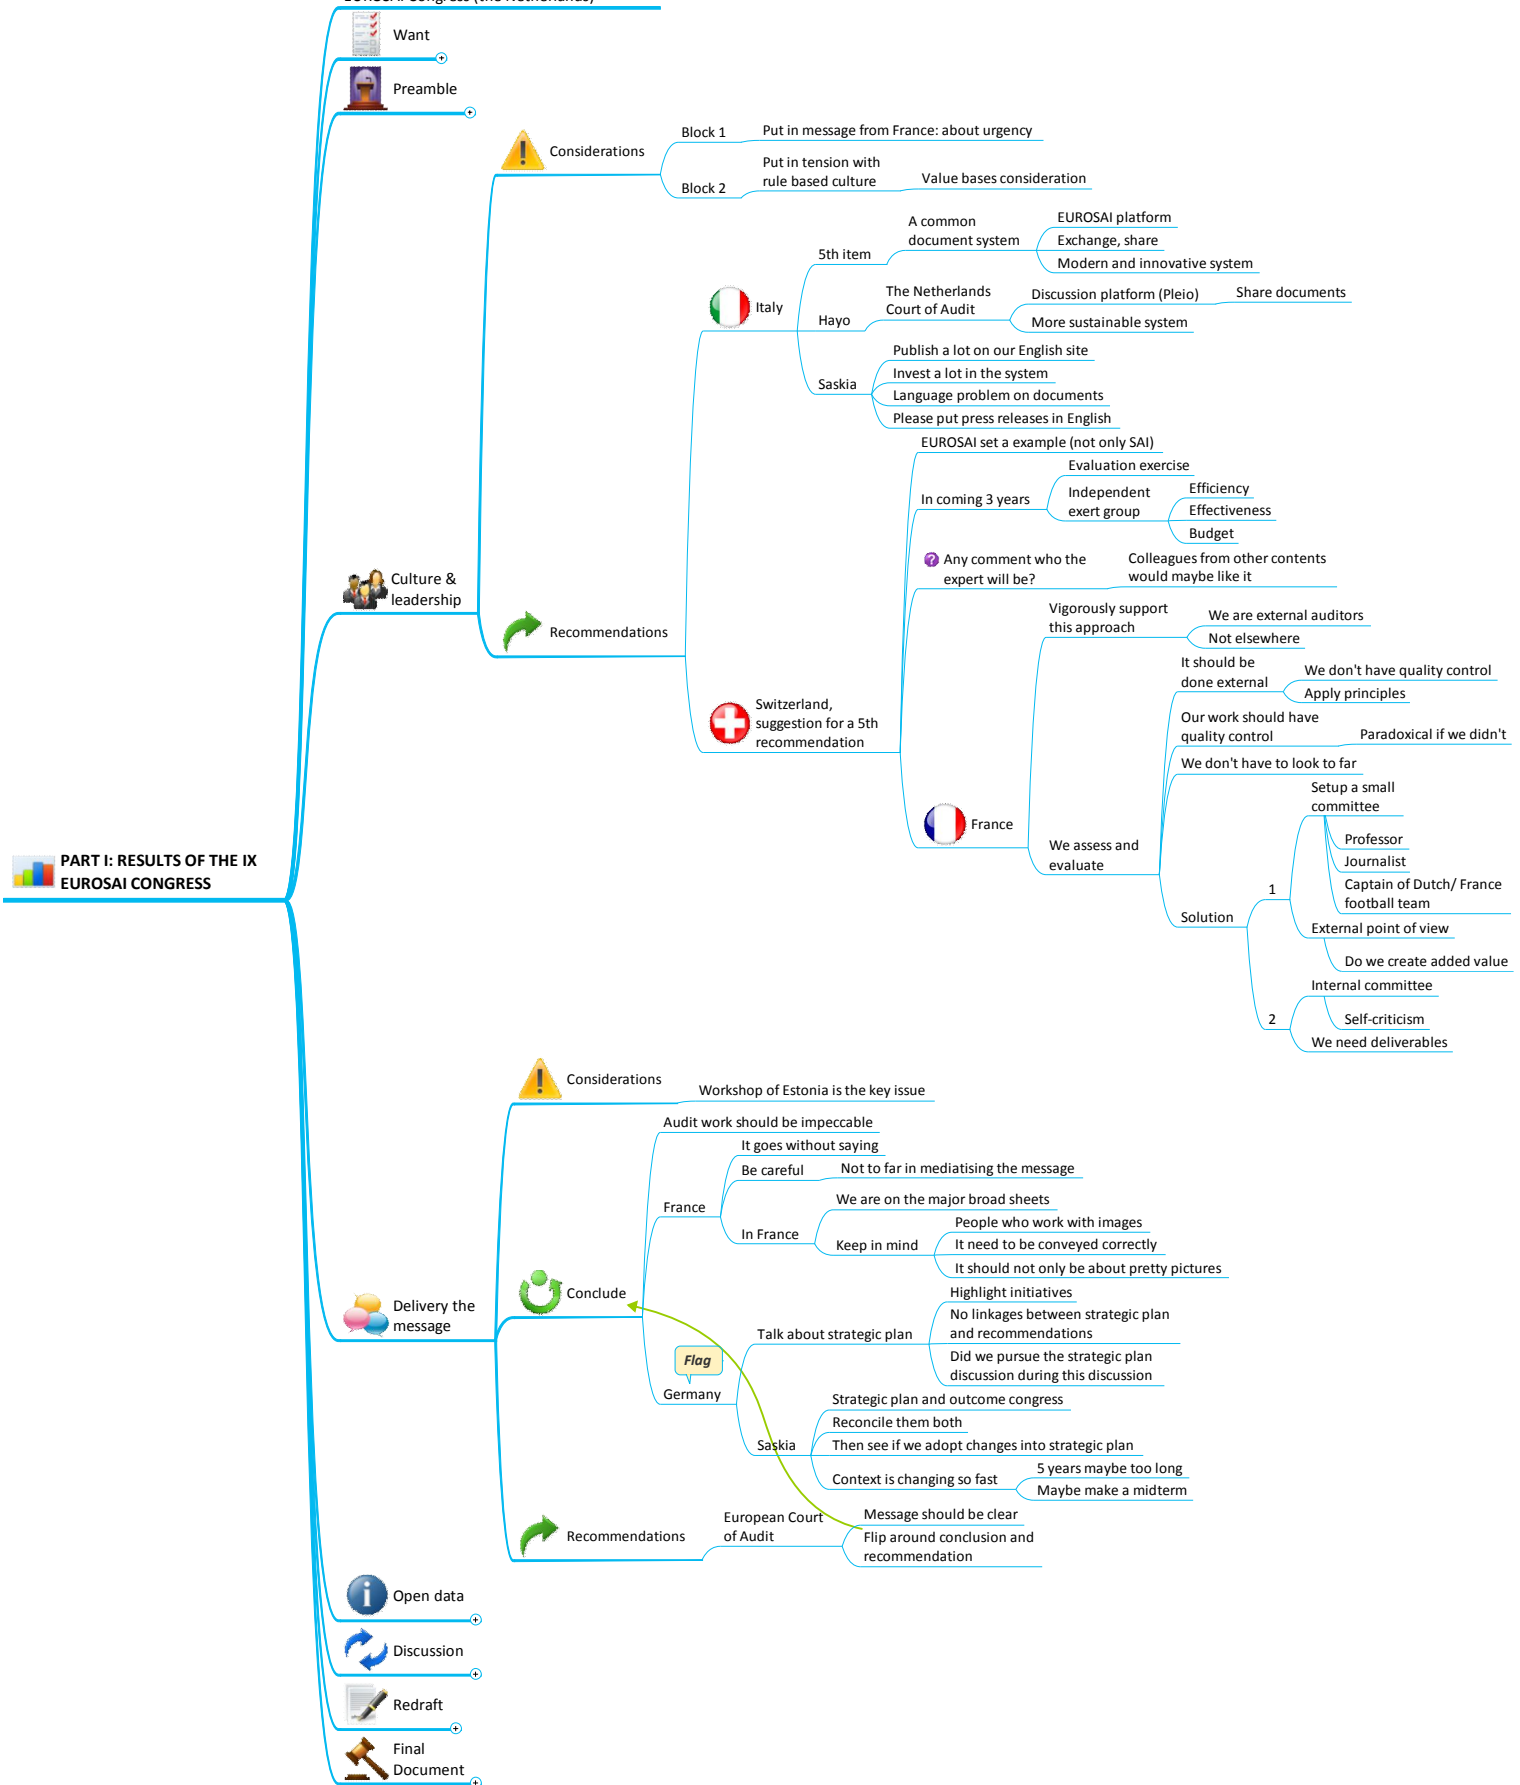 EUROSAI Congress (the Netherlands)
Want
Preamble
Considerations
Block 1
Put in message from France: about urgency
Block 2
Put in tension with
rule based culture
Value bases consideration
Culture &
leadership
Recommendations
Italy
5th item
A common
document system
EUROSAI platform
Exchange, share
Modern and innovative system
Hayo
The Netherlands
Court of Audit
Discussion platform (Pleio)
Share documents
More sustainable system
Saskia
Publish a lot on our English site
Invest a lot in the system
Language problem on documents
Please put press releases in English
Switzerland,
suggestion for a 5th
recommendation
EUROSAI set a example (not only SAI)
In coming 3 years
Evaluation exercise
Independent
exert group
Efficiency
Effectiveness
Budget
? Any comment who the
expert will be?
Colleagues from other contents
would maybe like it
France
Vigorously support
this approach
We are external auditors
Not elsewhere
We assess and
evaluate
It should be
done external
We don't have quality control
Apply principles
Our work should have
quality control
Paradoxical if we didn't
We don't have to look to far
Solution
1
Setup a small
committee
Professor
Journalist
Captain of Dutch/ France
football team
External point of view
Do we create added value
2
Internal committee
Self-criticism
We need deliverables
PART I: RESULTS OF THE IX
EUROSAI CONGRESS
Delivery the
message
Considerations
Workshop of Estonia is the key issue
Conclude
Audit work should be impeccable
France
It goes without saying
Be careful
Not to far in mediatising the message
In France
We are on the major broad sheets
Keep in mind
People who work with images
It need to be conveyed correctly
It should not only be about pretty pictures
Flag
Germany
Talk about strategic plan
Highlight initiatives
No linkages between strategic plan
and recommendations
Did we pursue the strategic plan
discussion during this discussion
Saskia
Strategic plan and outcome congress
Reconcile them both
Then see if we adopt changes into strategic plan
Context is changing so fast
5 years maybe too long
Maybe make a midterm
Recommendations
European Court
of Audit
Message should be clear
Flip around conclusion and
recommendation
Open data
Discussion
Redraft
Final
Document